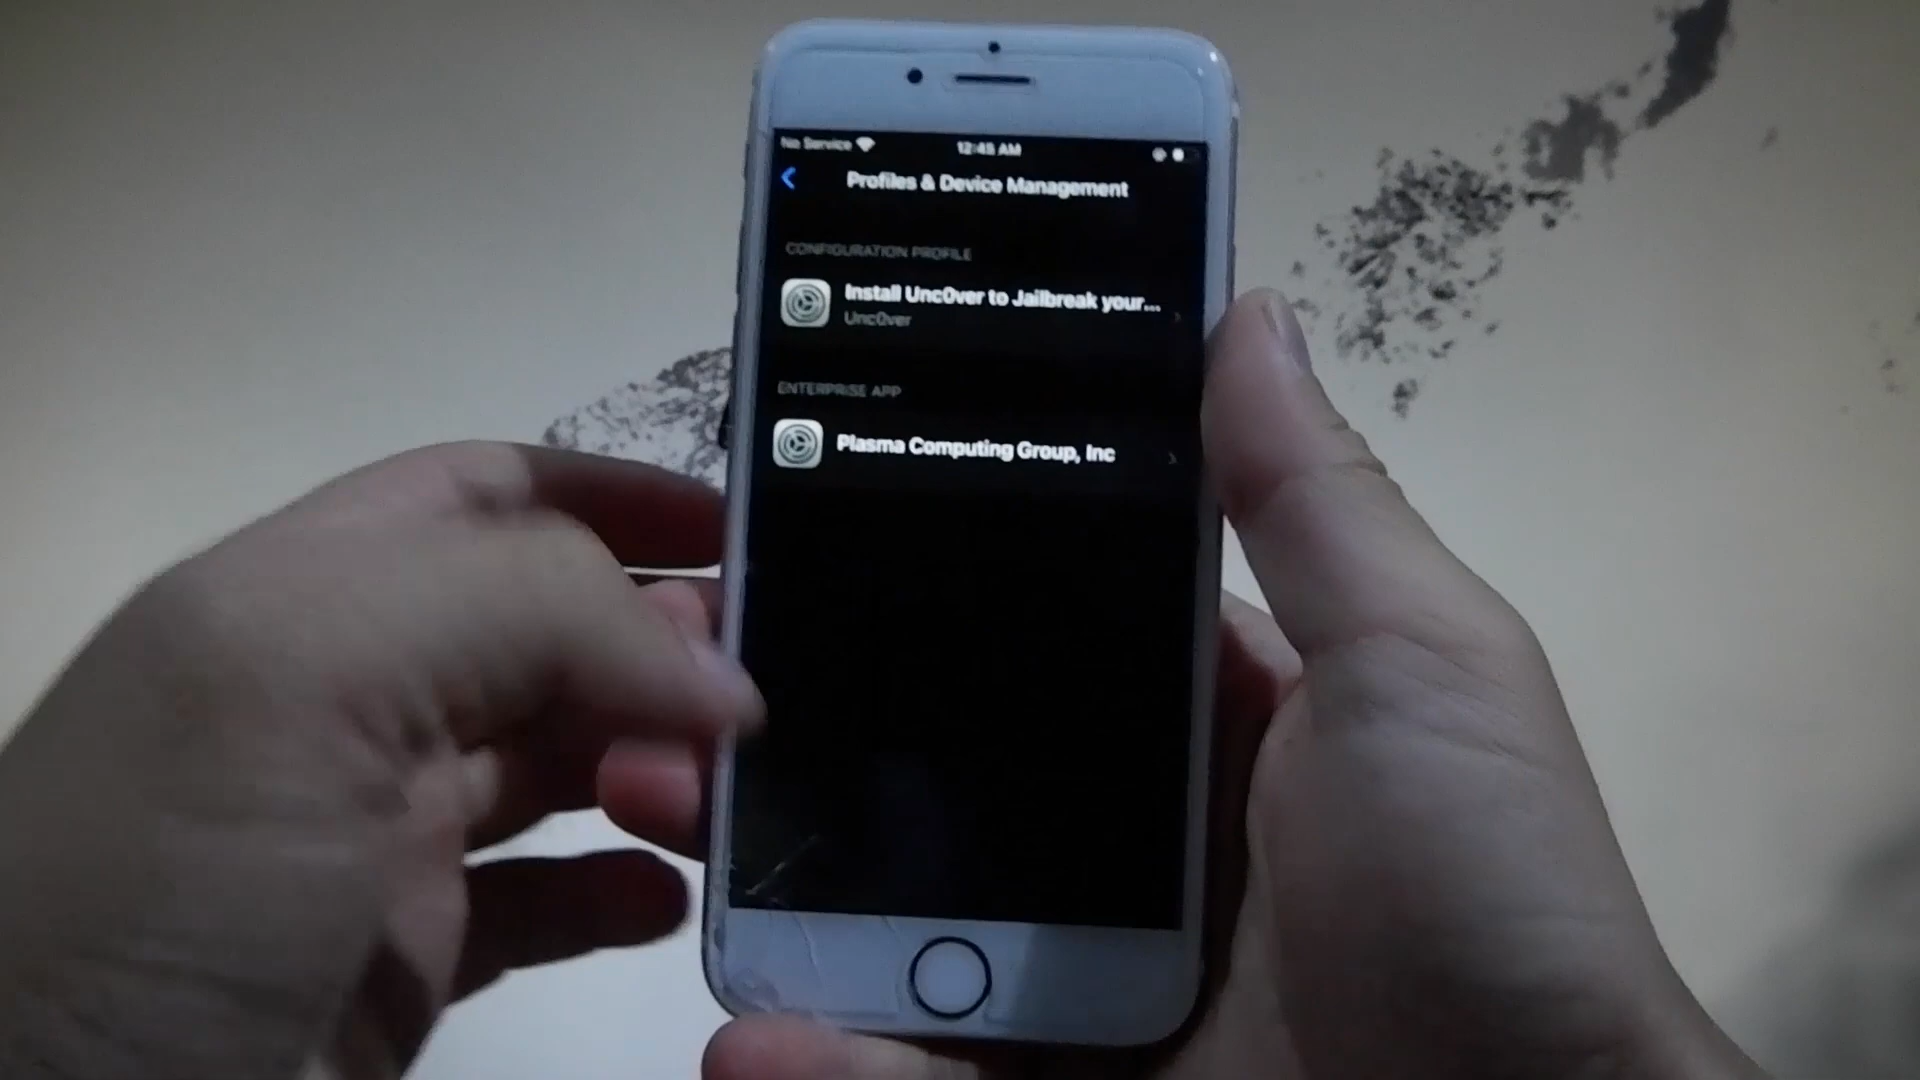 No Service
12:45 AM
Profiles & Device Management
CONFIGURATION PROFILE
Install Unc0ver to Jailbreak your...
Unc0ver
ENTERPRISE APP
Plasma Computing Group, Inc